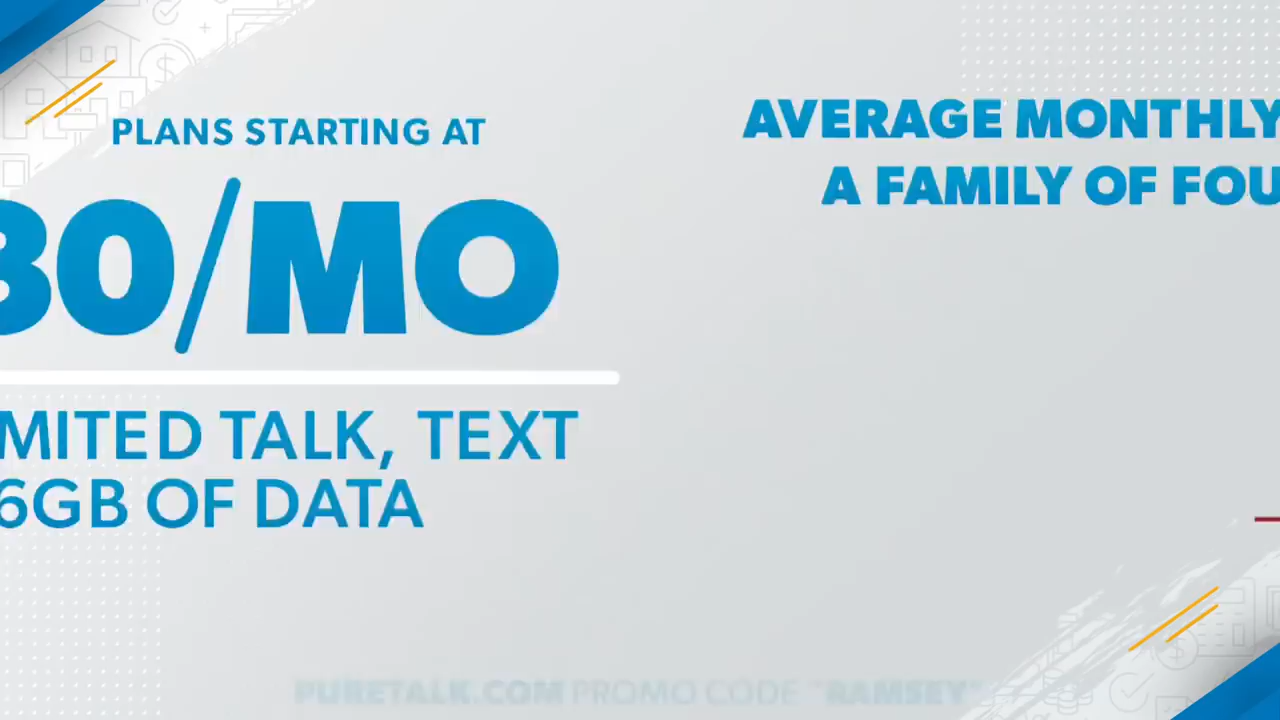 PLANS STARTING AT
30/MO
MITED TALK, TEXT
6GB OF DATA
AVERAGE MONTHLY
A FAMILY OF FOU
PURETALK.COM PROMO CODE "RAMSEY"